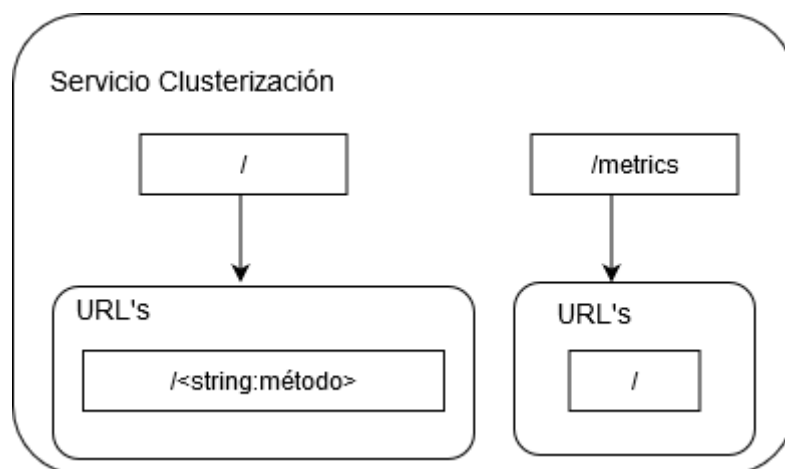 Servicio Clusterización
/
/metrics
URL's
/<string:método>
URL's
/